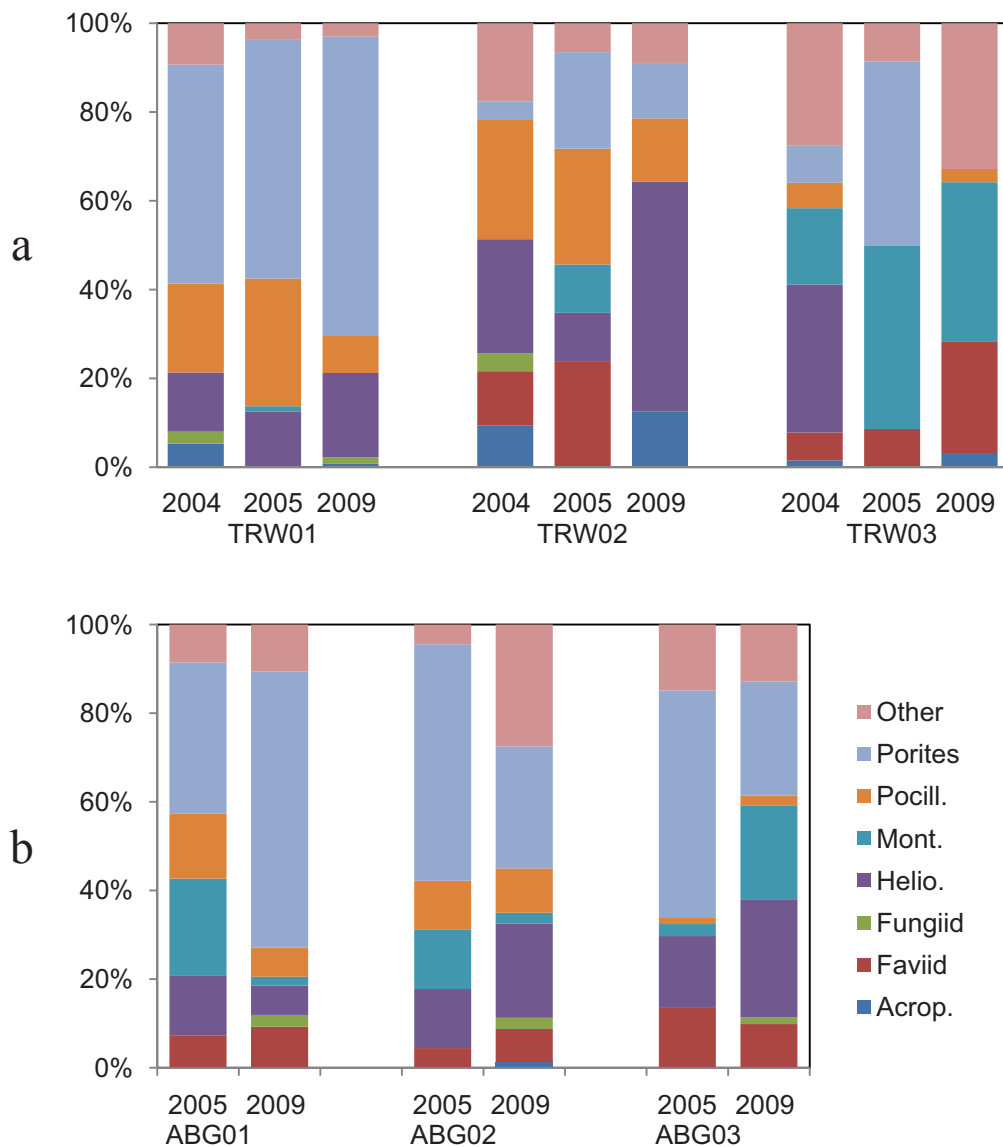 100%
80%
60%
40%
20%
0%
a
2004 2005 2009 2004 2005 2009 2004 2005 2009
TRW01 TRW02 TRW03
100%
80%
60%
40%
20%
0%
b
Other
Porites
Pocill.
Mont.
Helio.
Fungiid
Faviid
Acrop.
2005 2009 2005 2009 2005 2009
ABG01 ABG02 ABG03